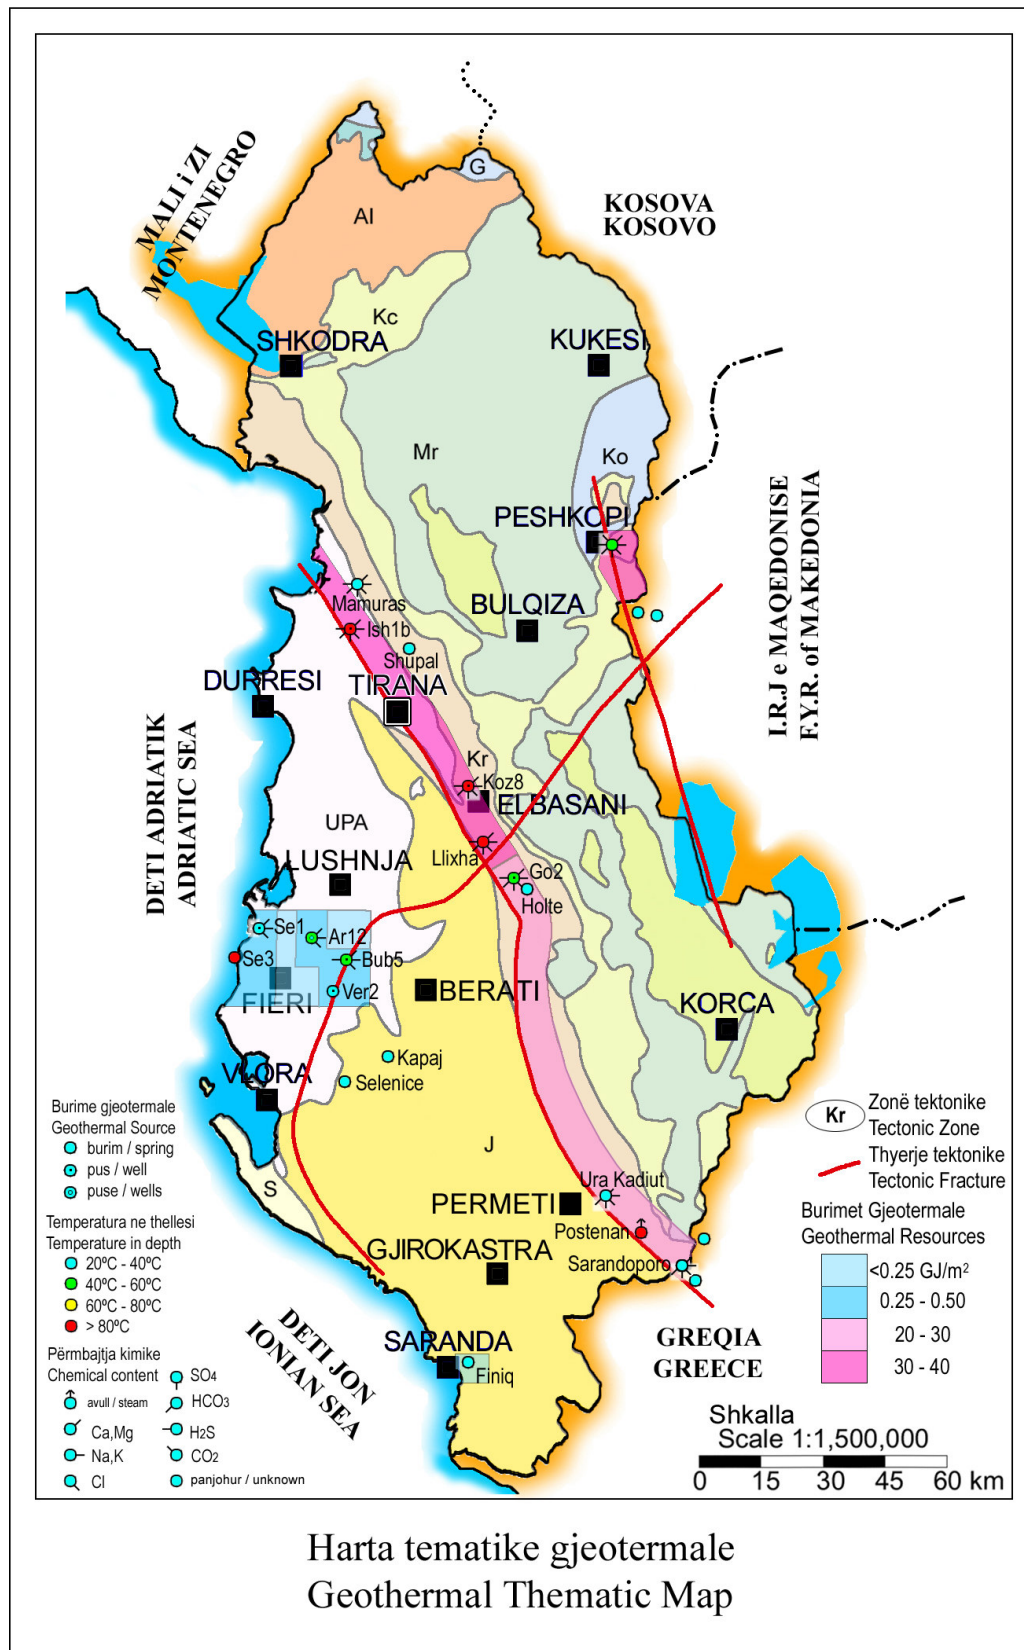 MALI i ZI
MONTENEGRO
KOSOVA
KOSOVO
G
Al
Kc
SHKODRA
KUKESI
Mr
Ko
PESHKOPI
I.R.J e MAQEDONISE
F.Y.R. of MAKEDONIA
Mamuras
BULQIZA
Ish1b
Shupal
DURRESI
TIRANA
DETI ADRIATIK
ADRIATIC SEA
Kr
Koz8
ELBASANI
UPA
LUSHNJA
Llixha
Go2
Holte
Se1
Ar12
Se3
Bub5
FIERI
Ver2
BERATI
KORCA
Kapaj
VLORA
Selenice
J
S
Ura Kadiut
PERMETI
Postenan
GJIROKASTRA
Sarandoporo
DETI JON
IONIAN SEA
SARANDA
Finiq
GREQIA
GREECE
Burime gjeotermale
Geothermal Source
burim / spring
pus / well
puse / wells
Temperatura ne thellesi
Temperature in depth
20ºC - 40ºC
40ºC - 60ºC
60ºC - 80ºC
> 80ºC
Përmbajtja kimike
Chemical content
avull / steam
Ca,Mg
Na,K
Cl
SO4
HCO3
H2S
CO2
panjohur / unknown
Kr
Zonë tektonike
Tectonic Zone
Thyerje tektonike
Tectonic Fracture
Burimet Gjeotermale
Geothermal Resources
<0.25 GJ/m²
0.25 - 0.50
20 - 30
30 - 40
Shkalla
Scale 1:1,500,000
0 15 30 45 60 km
Harta tematike gjeotermale
Geothermal Thematic Map